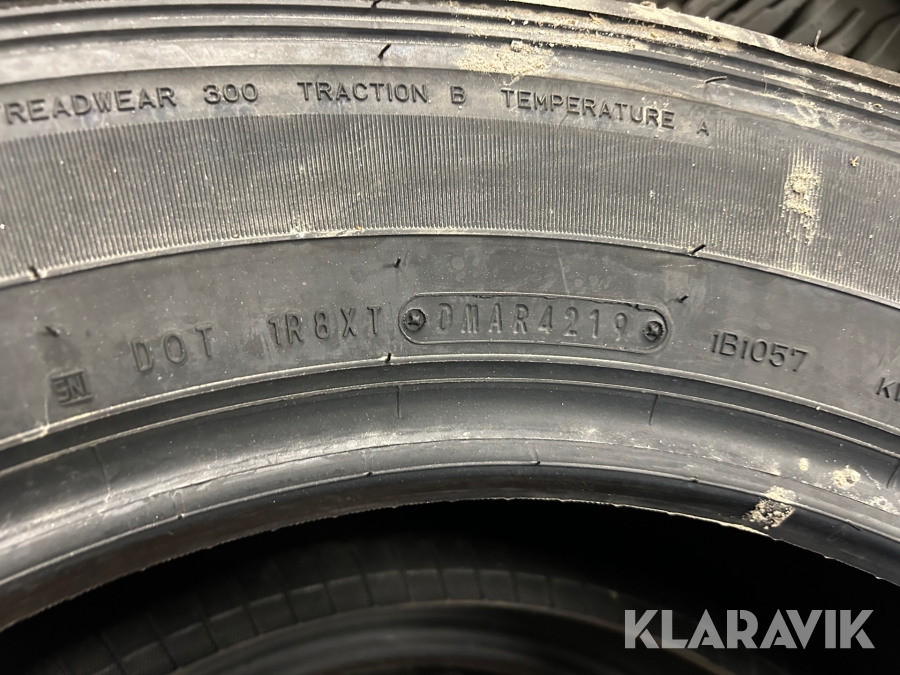 READWEAR 300 TRACTION B TEMPERATURE A
DOT 1R8XT DMAR4219 1B1057
KLARAVIK